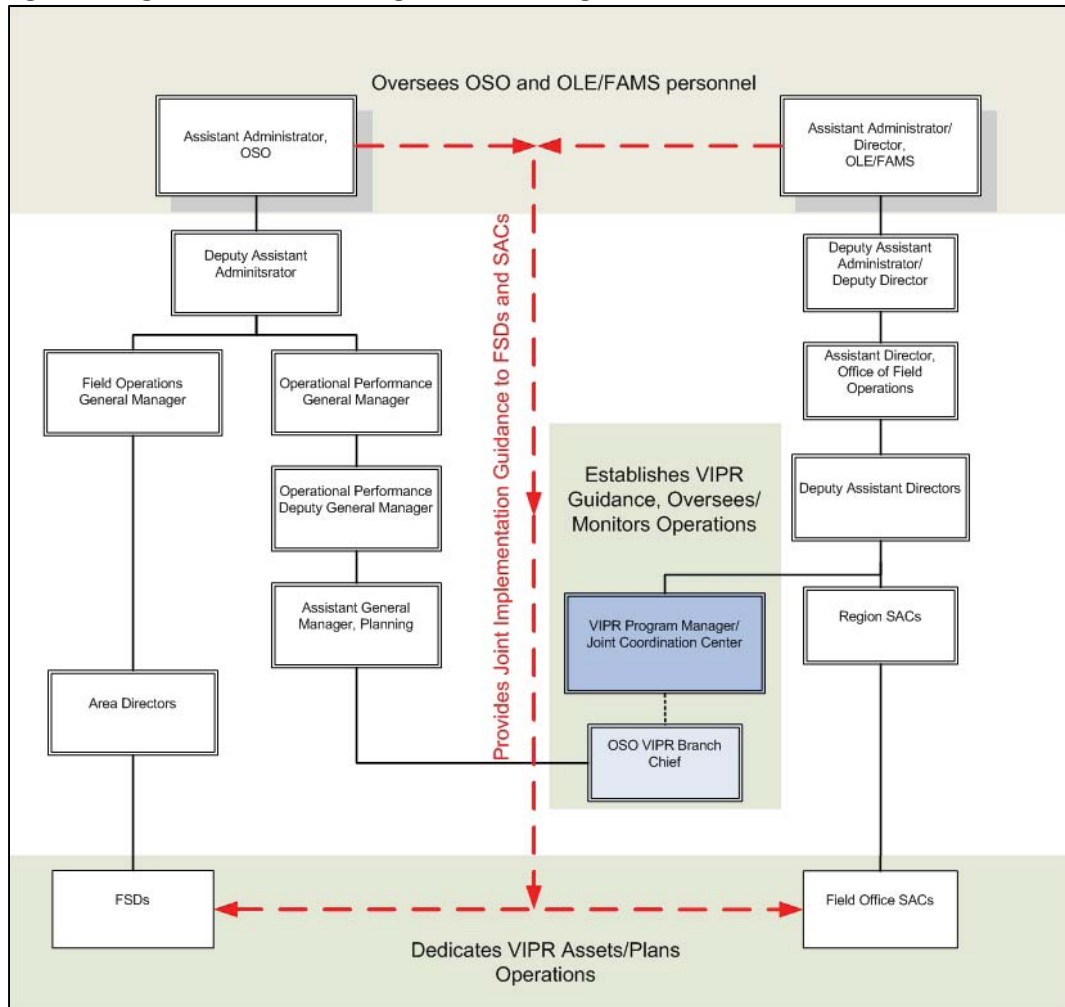 Oversees OSO and OLE/FAMS personnel
Assistant Administrator,
OSO
Assistant Administrator/
Director,
OLE/FAMS
Deputy Assistant
Adminitsrator
Deputy Assistant
Administrator/
Deputy Director
Field Operations
General Manager
Operational Performance
General Manager
Assistant Director,
Office of Field
Operations
Provides Joint Implementation Guidance to FSDs and SACs
Operational Performance
Deputy General Manager
Establishes VIPR
Guidance, Oversees/
Monitors Operations
Deputy Assistant Directors
Assistant General
Manager, Planning
VIPR Program Manager/
Joint Coordination Center
Region SACs
Area Directors
OSO VIPR Branch
Chief
FSDs
Field Office SACs
Dedicates VIPR Assets/Plans
Operations